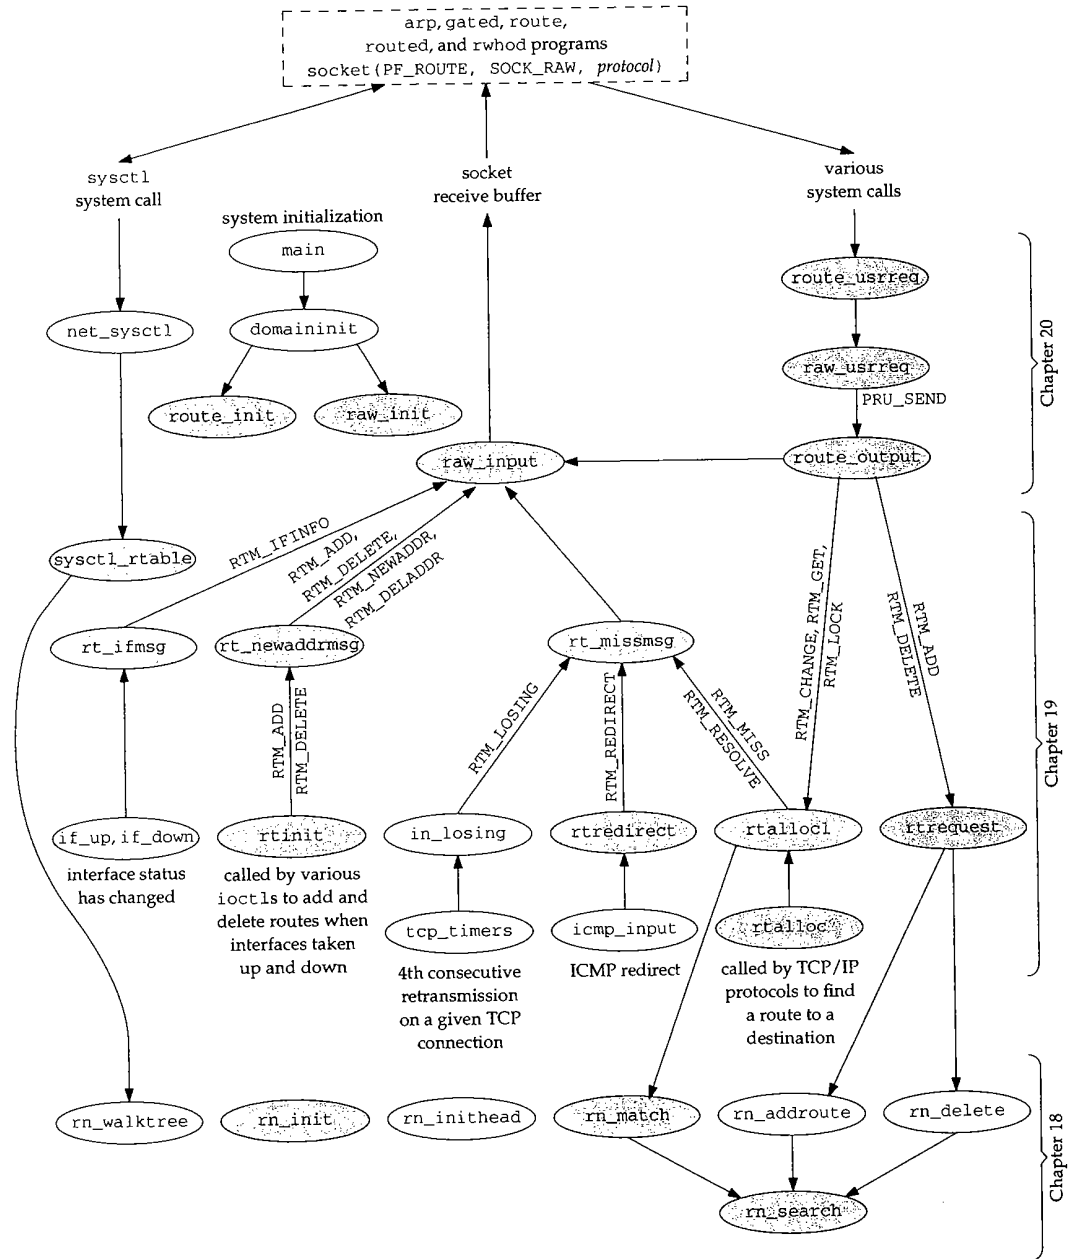 arp, gated, route,
routed, and rwhod programs
socket(PF_ROUTE, SOCK_RAW, protocol)
sysctl
system call
socket
receive buffer
various
system calls
system initialization
main
route_usrreq
net_sysctl
domaininit
raw_usrreq
Chapter 20
PRU_SEND
route_init
raw_init
raw_input
route_output
sysctl_rtable
RTM_IFINFO
RTM_ADD,
RTM_DELETE,
RTM_NEWADDR,
RTM_DELADDR
RTM_CHANGE, RTM_GET,
RTM_LOCK
RTM_ADD
RTM_DELETE
rt_ifmsg
rt_newaddrmsg
rt_missmsg
RTM_ADD
RTM_DELETE
RTM_LOSING
RTM_REDIRECT
RTM_MISS
RTM_RESOLVE
Chapter 19
if_up, if_down
rtinit
in_losing
rtredirect
rtalloc1
rtrequest
interface status
has changed
called by various
ioctls to add and
delete routes when
interfaces taken
up and down
tcp_timers
icmp_input
rtalloc
4th consecutive
retransmission
on a given TCP
connection
ICMP redirect
called by TCP/IP
protocols to find
a route to a
destination
rn_walktree
rn_init
rn_inithead
rn_match
rn_addroute
rn_delete
Chapter 18
rn_search